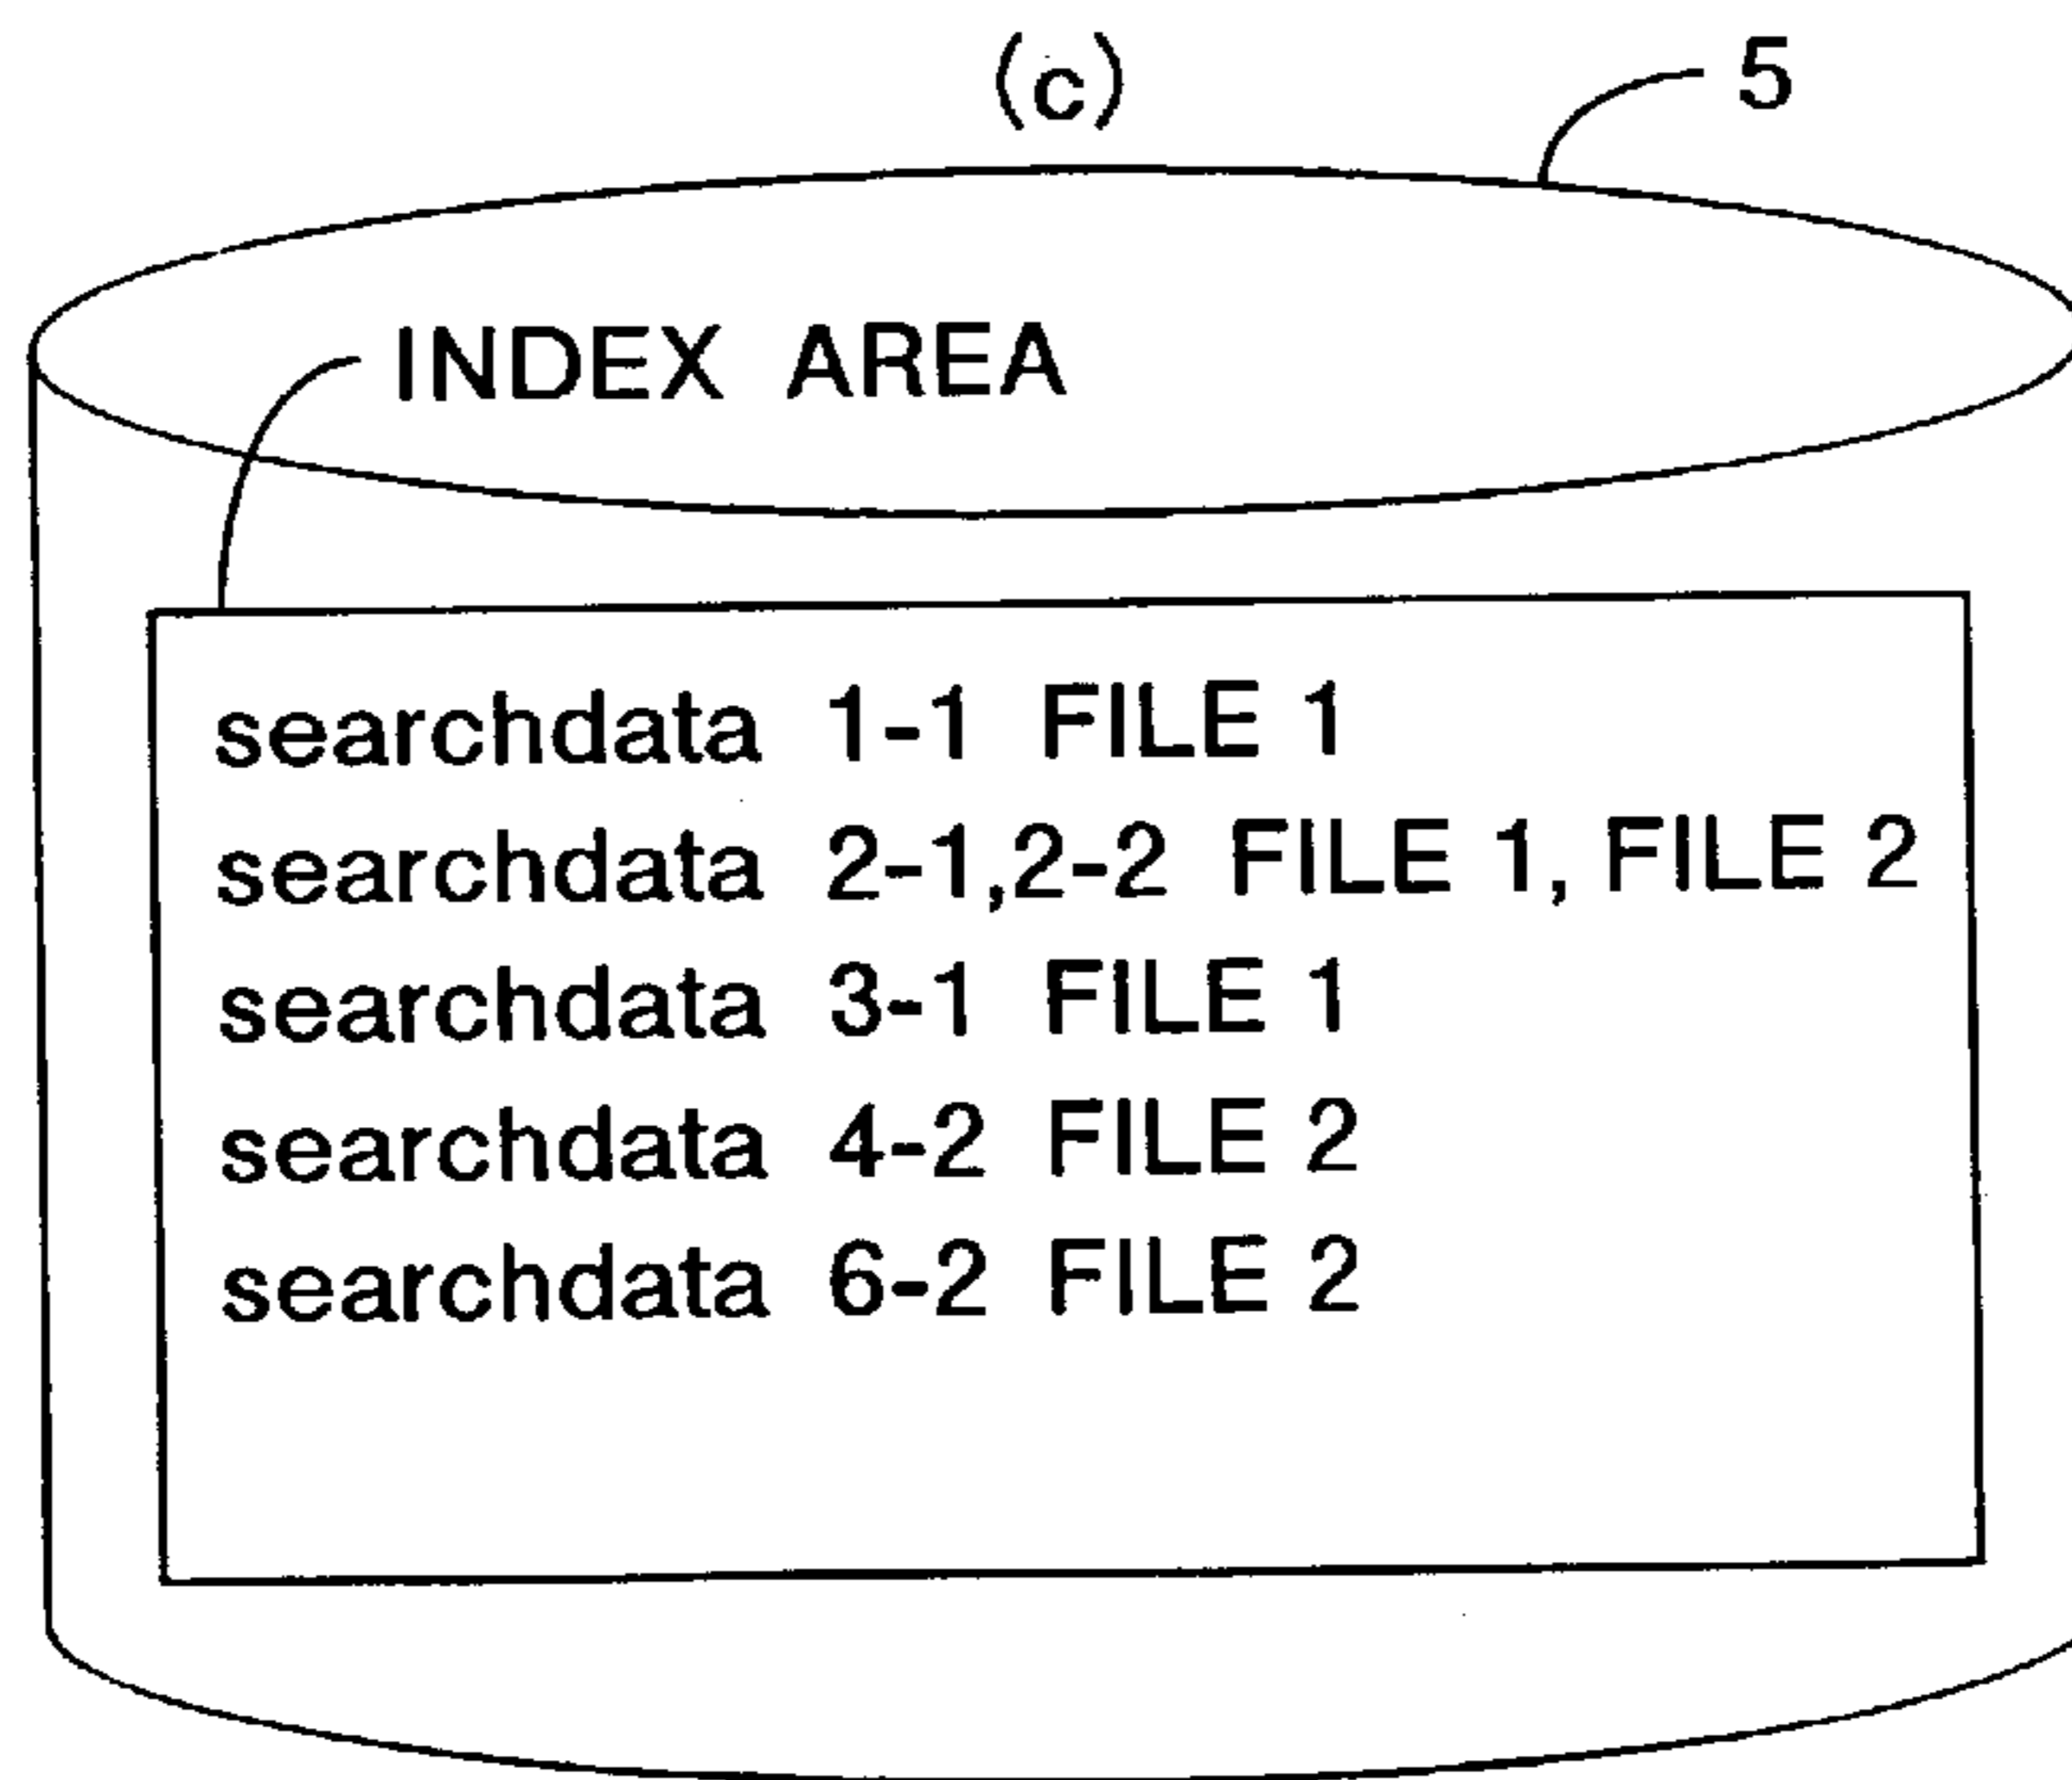 (c)
5
INDEX AREA
searchdata 1-1 FILE 1
searchdata 2-1,2-2 FILE 1, FILE 2
searchdata 3-1 FILE 1
searchdata 4-2 FILE 2
searchdata 6-2 FILE 2